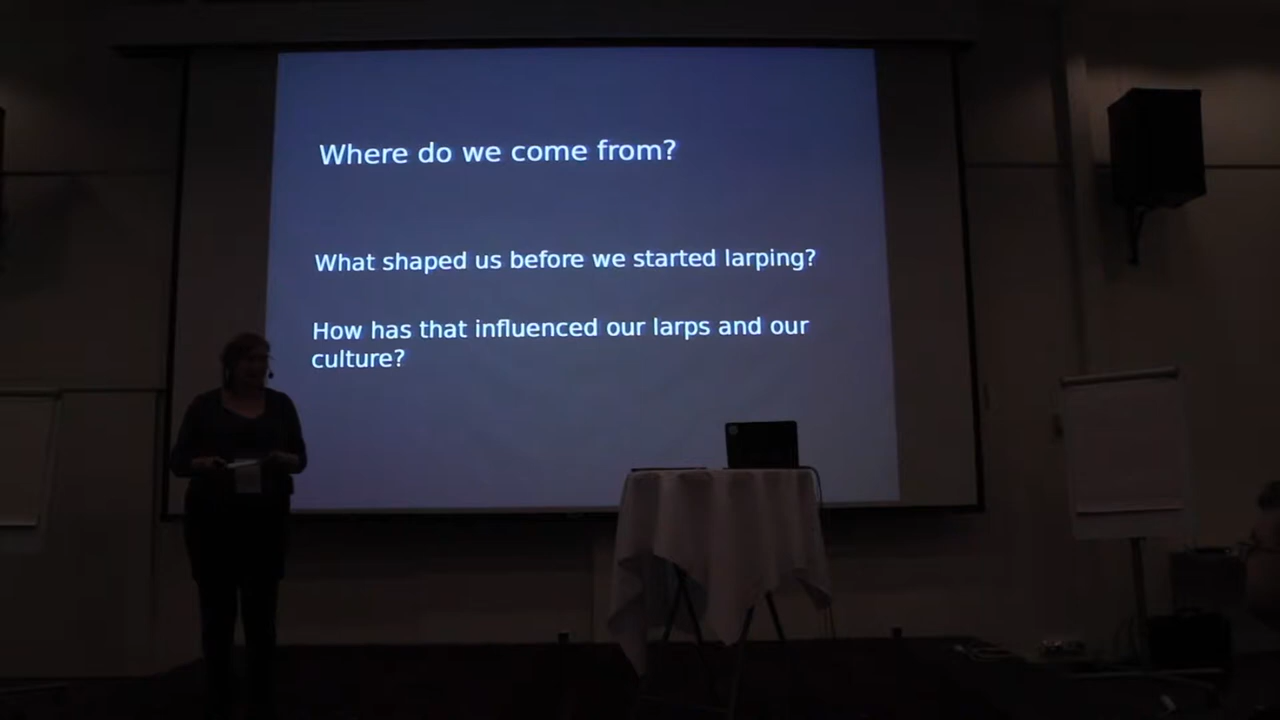 Where do we come from?
What shaped us before we started larping?
How has that influenced our larps and our
culture?